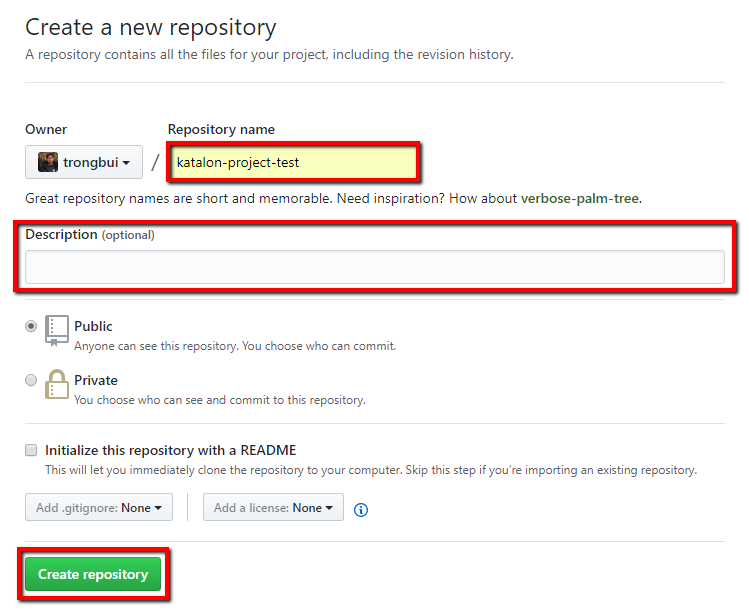 Create a new repository
A repository contains all the files for your project, including the revision history.
Owner
Repository name
trongbui
/
katalon-project-test
Great repository names are short and memorable. Need inspiration? How about verbose-palm-tree.
Description (optional)
Public
Anyone can see this repository. You choose who can commit.
Private
You choose who can see and commit to this repository.
Initialize this repository with a README
This will let you immediately clone the repository to your computer. Skip this step if you're importing an existing repository.
Add .gitignore: None
Add a license: None
Create repository